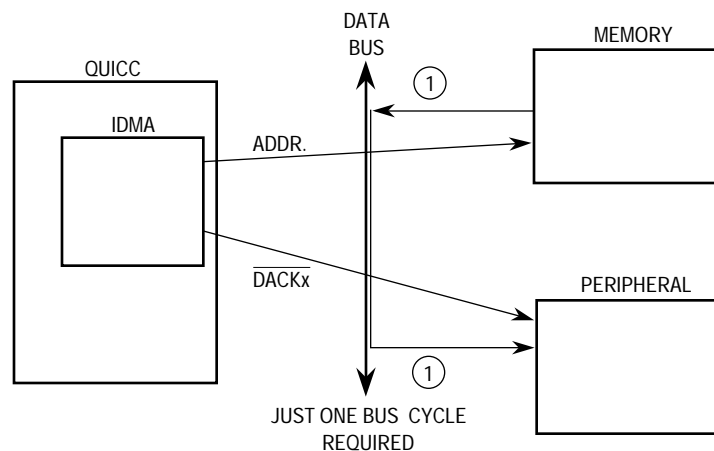 DATA
BUS
MEMORY
QUICC
1
IDMA
ADDR.
DACKx
PERIPHERAL
1
JUST ONE BUS CYCLE
REQUIRED